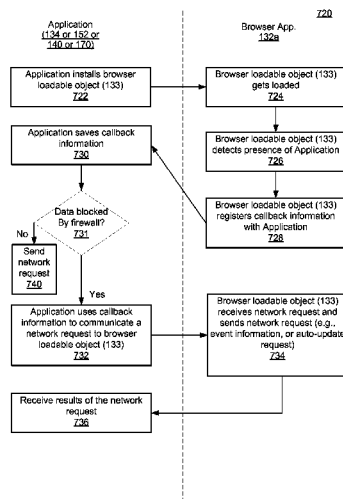 720
Application
(134 or 152 or
140 or 170)
Browser App.
132a
Application installs browser
loadable object (133)
722
Browser loadable object (133)
gets loaded
724
Application saves callback
information
730
Browser loadable object (133)
detects presence of Application
726
Browser loadable object (133)
registers callback information
with Application
728
Data blocked
By firewall?
731
No
Send
network
request
740
Yes
Application uses callback
information to communicate a
network request to browser
loadable object (133)
732
Browser loadable object (133)
receives network request and
sends network request (e.g.,
event information, or auto-update
request)
734
Receive results of the network
request
736